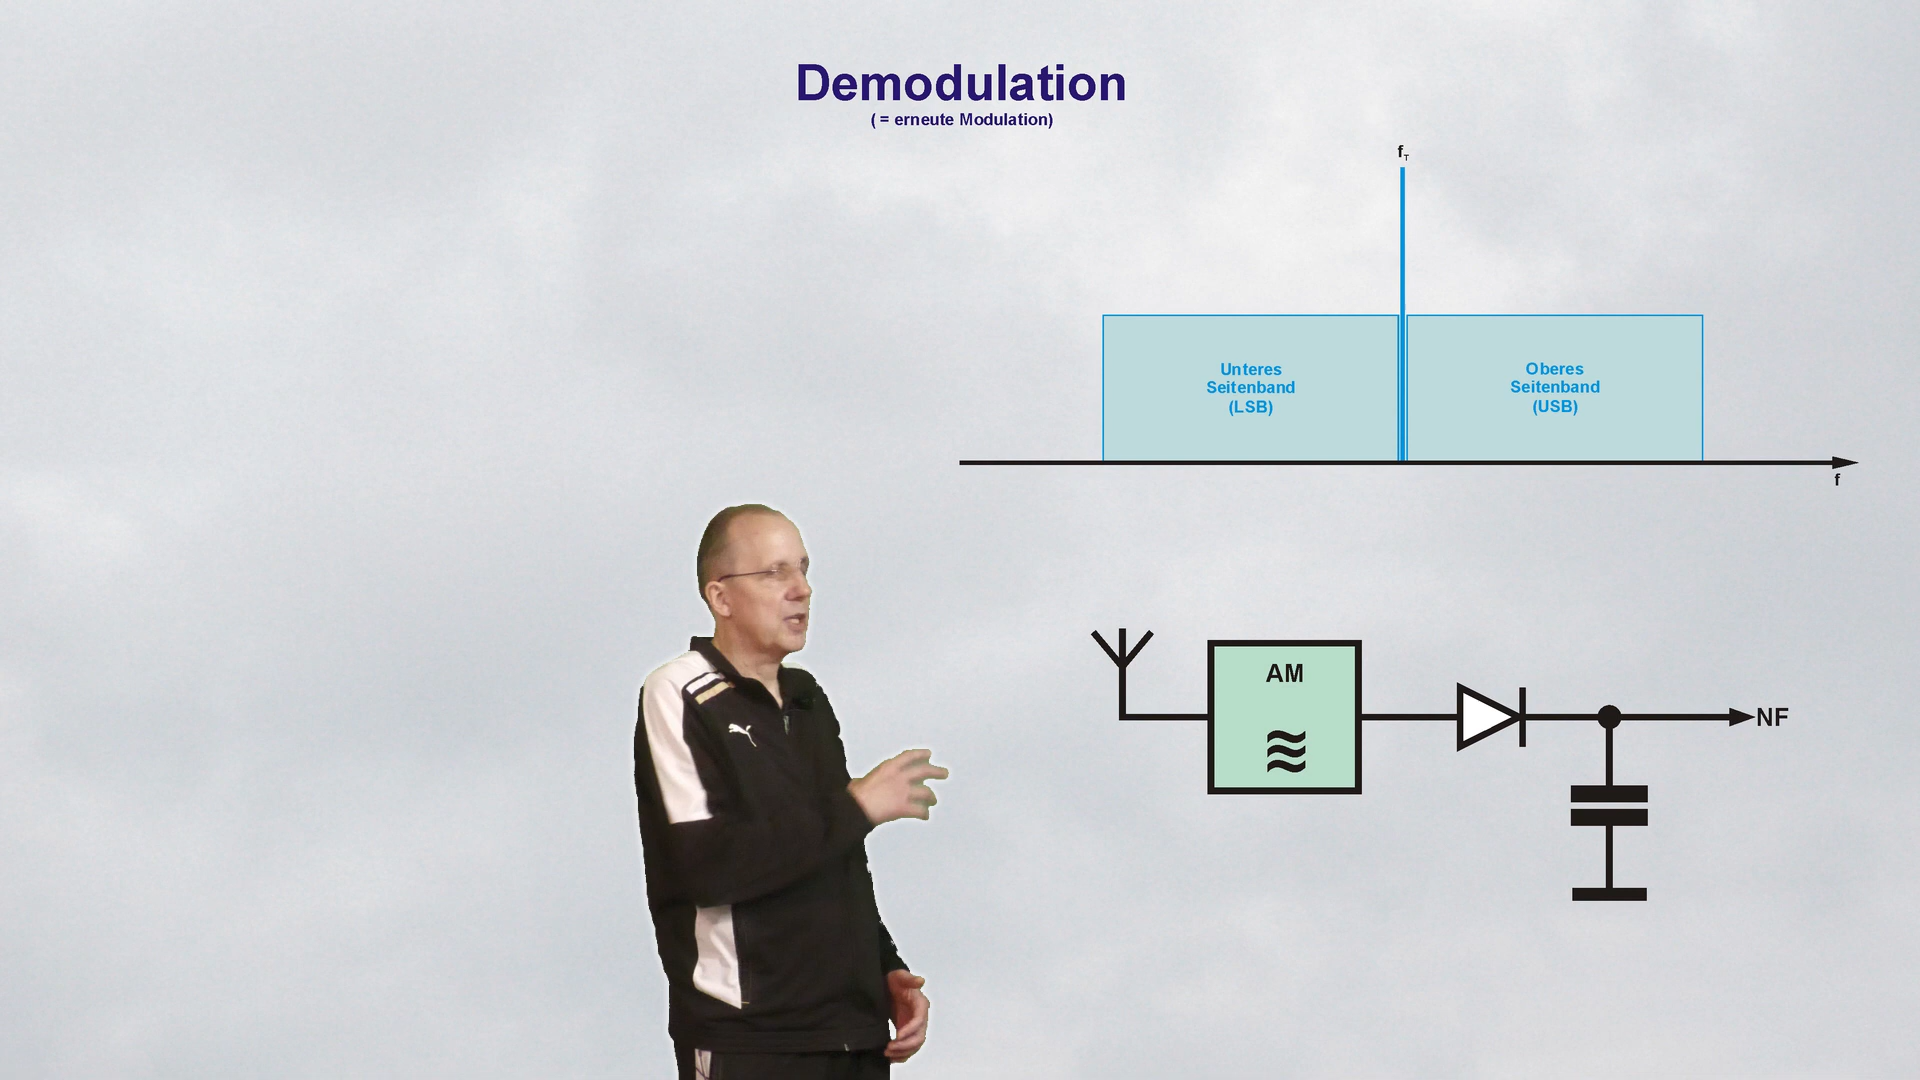 Demodulation
( = erneute Modulation)
fT
Unteres
Seitenband
(LSB)
Oberes
Seitenband
(USB)
f
AM
NF